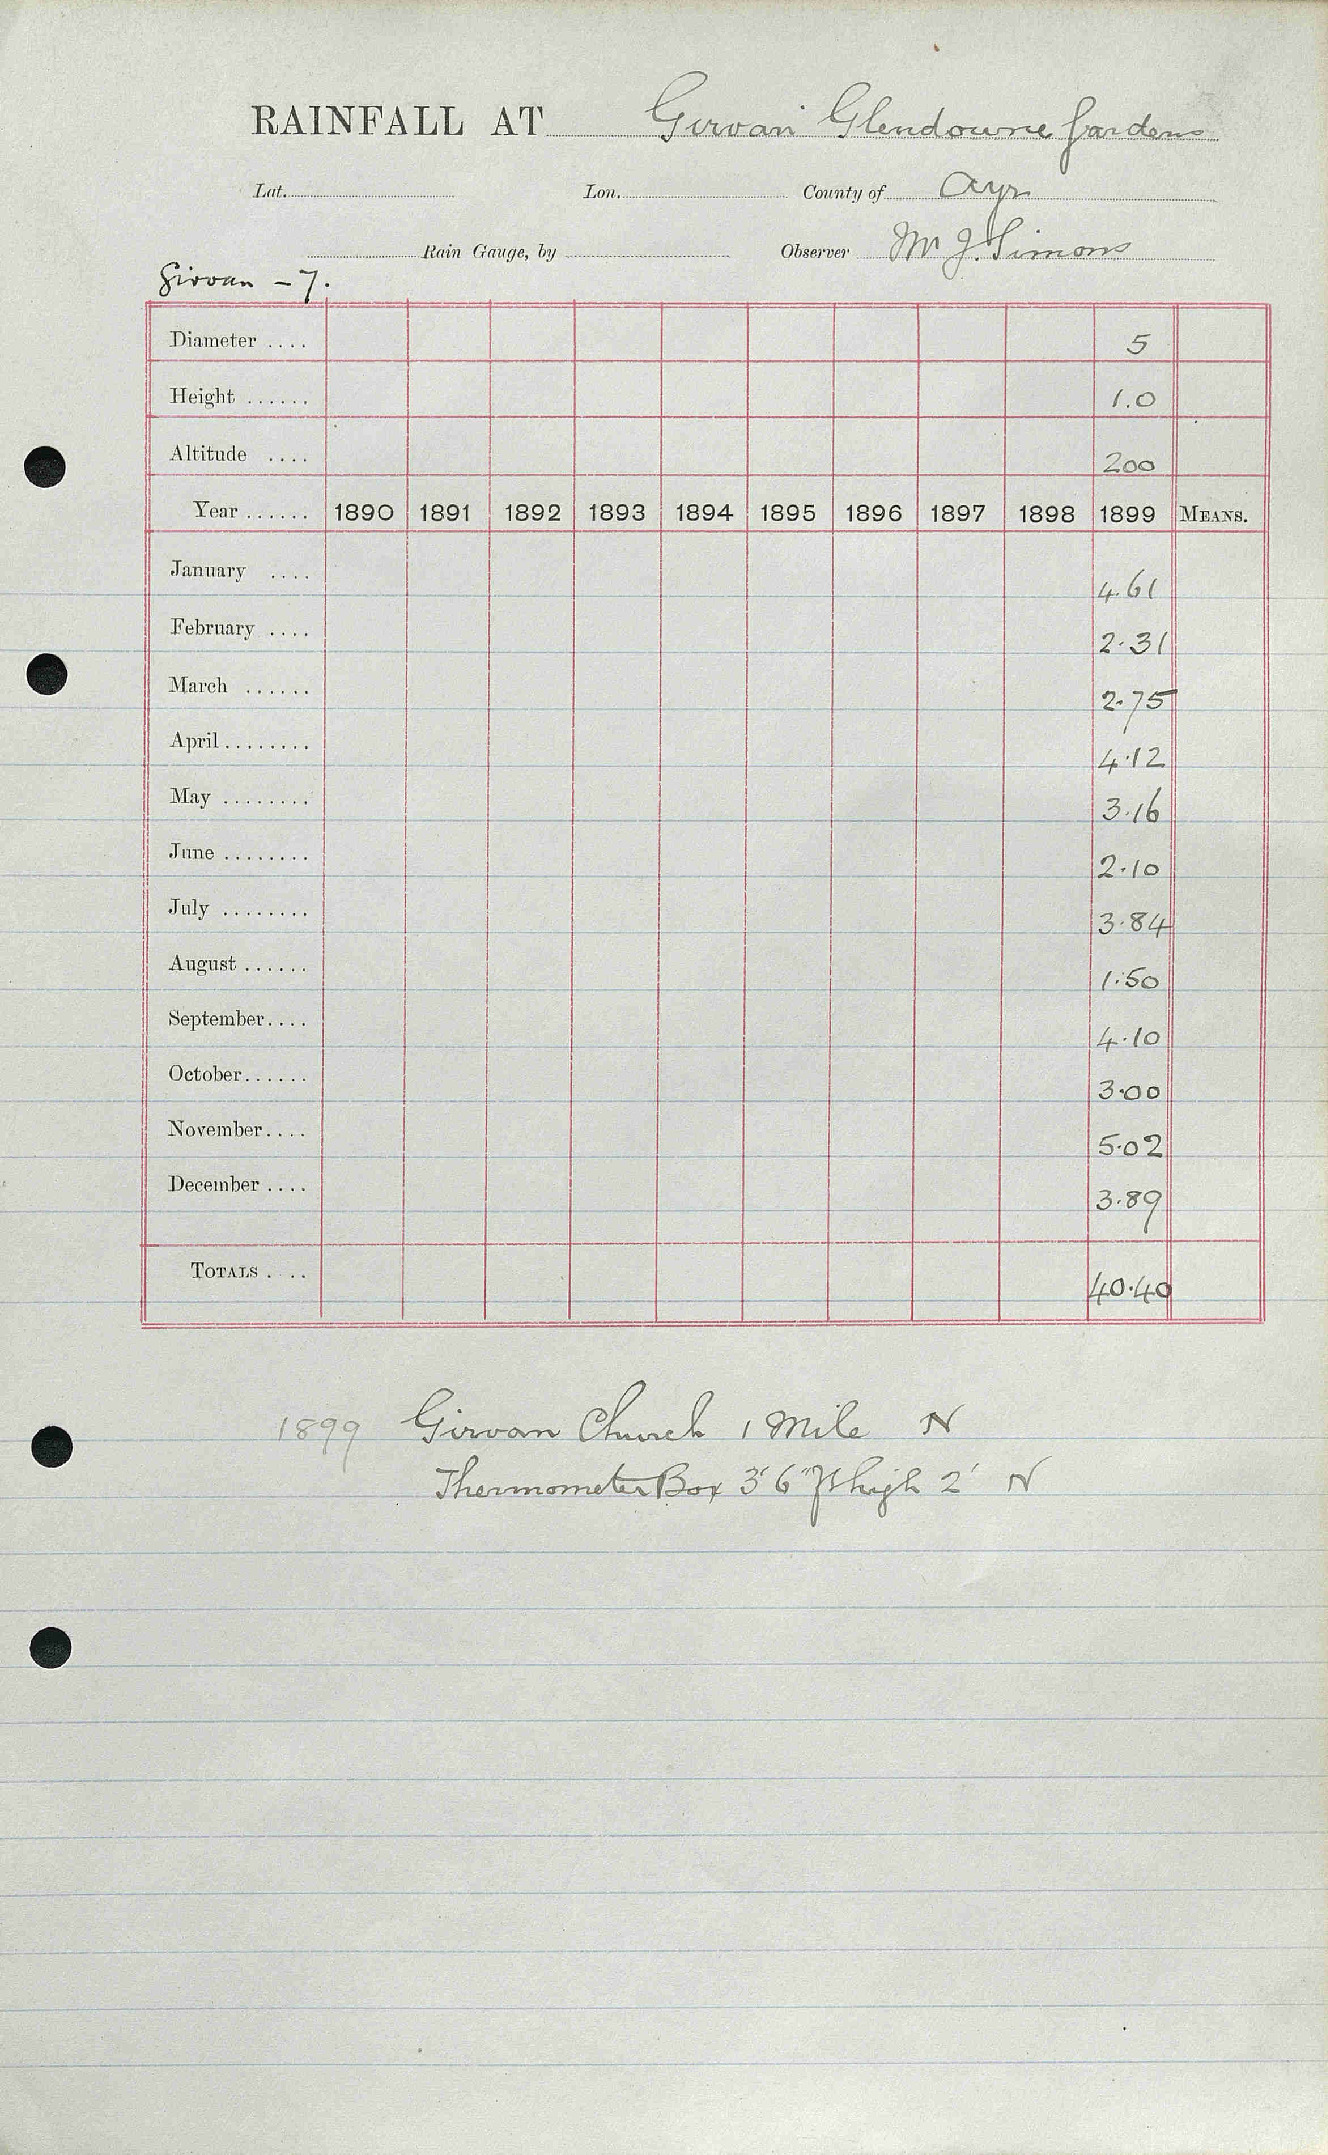 RAINFALL AT Girvan Glendoune Gardens
Lat. Lon. County of Ayr
Rain Gauge, by Observer Mr J. Simons
Girvan - 7.
Diameter .... 5
Height ...... 1.0
Altitude .... 200
Year ...... 1890 1891 1892 1893 1894 1895 1896 1897 1898 1899 MEANS.
January .... 4.61
February .... 2.31
March ...... 2.75
April ........ 4.12
May ........ 3.16
June ........ 2.10
July ........ 3.84
August ...... 1.50
September .... 4.10
October ...... 3.00
November .... 5.02
December .... 3.89
TOTALS .... 40.40
1899 Girvan Church 1 Mile N
Thermometer Box 3' 6" high 2' N